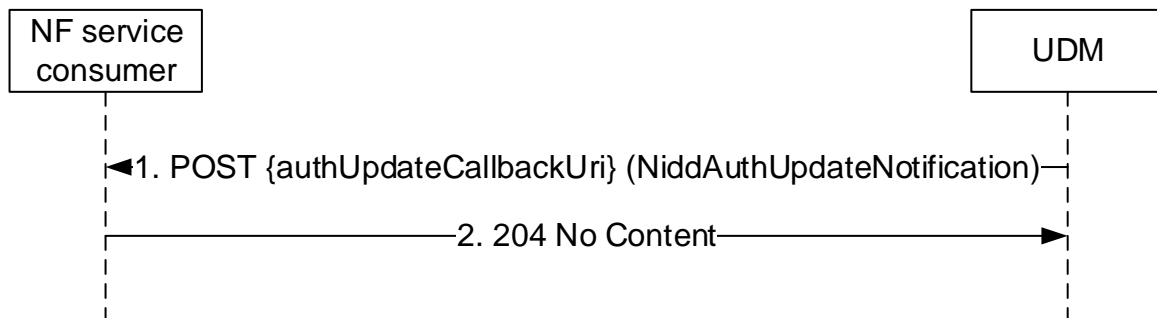 NF service
consumer
UDM
1. POST {authUpdateCallbackUri} (NiddAuthUpdateNotification)
2. 204 No Content